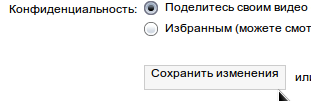 Конфиденциальность: Поделитесь своим видео
Избранным (можете смот
Сохранить изменения или